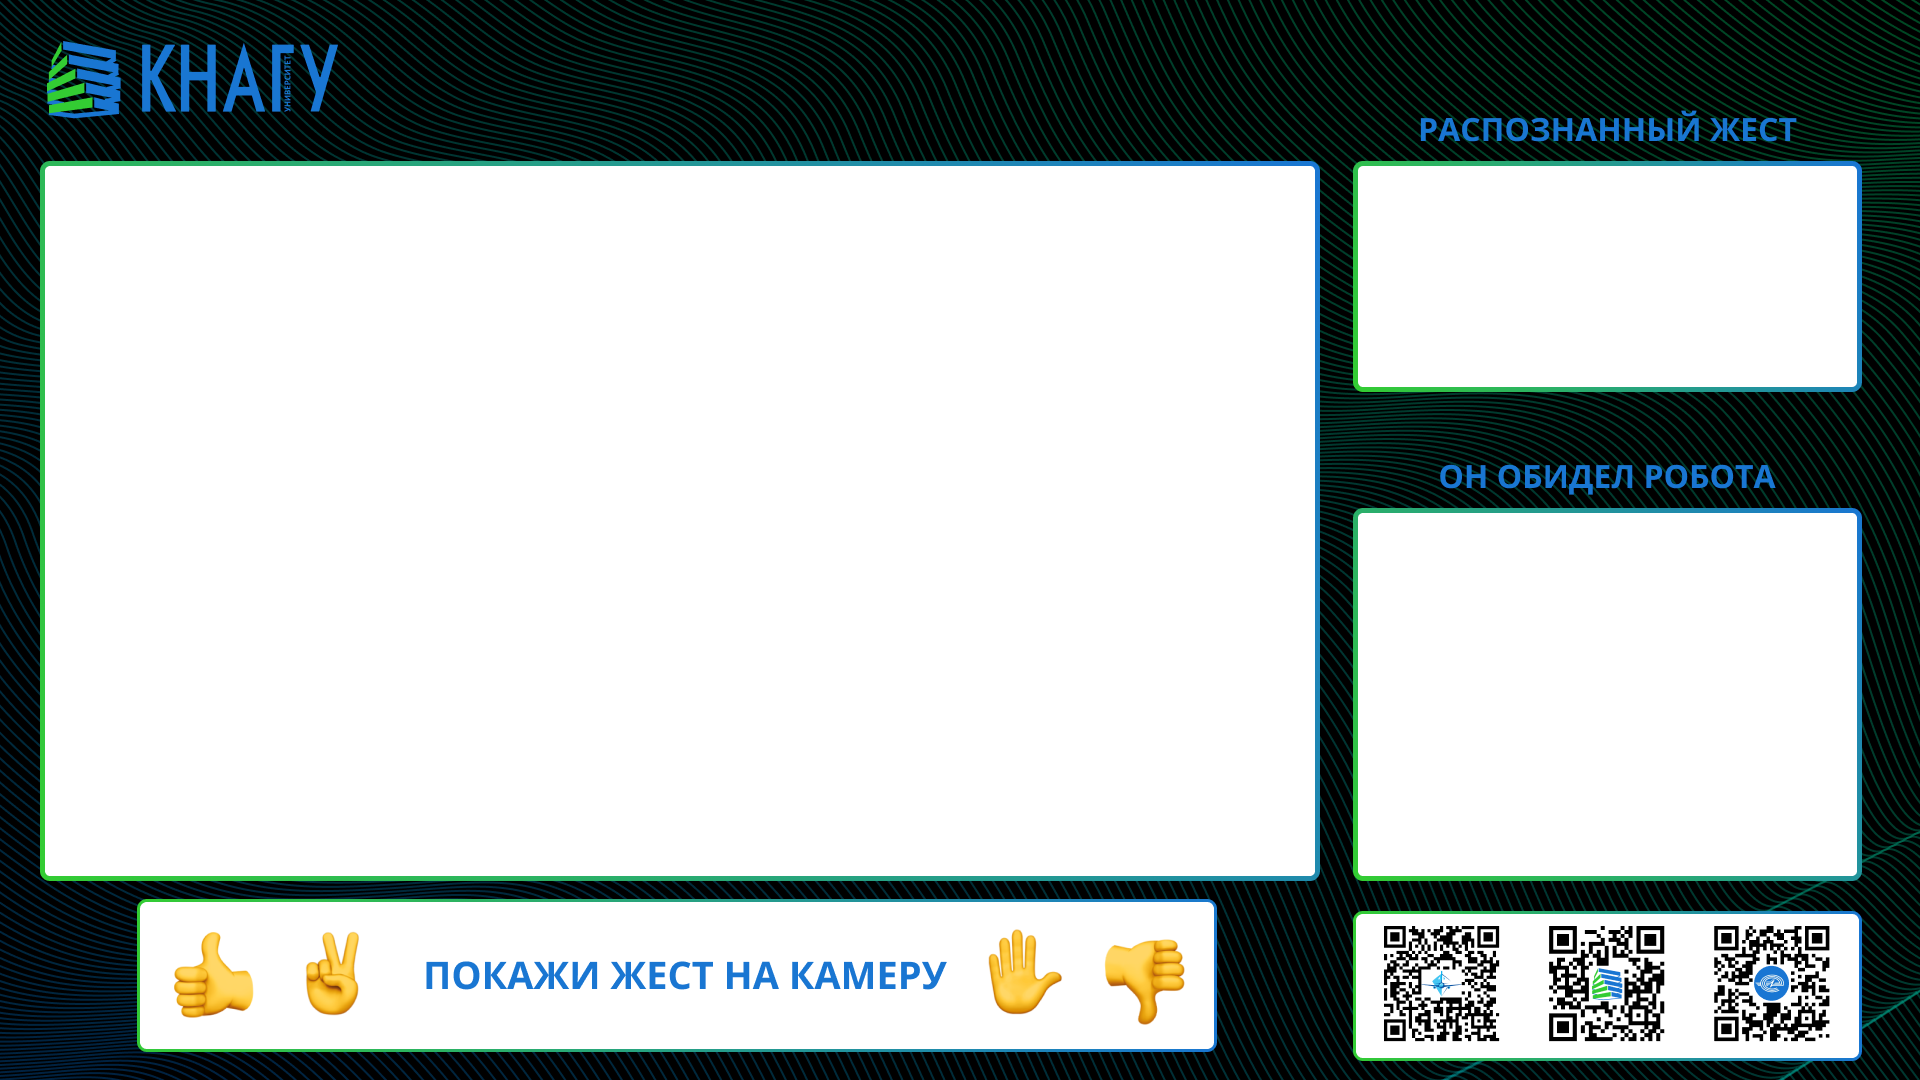 КНАГУ
УНИВЕРСИТЕТ
РАСПОЗНАННЫЙ ЖЕСТ
ОН ОБИДЕЛ РОБОТА
ПОКАЖИ ЖЕСТ НА КАМЕРУ